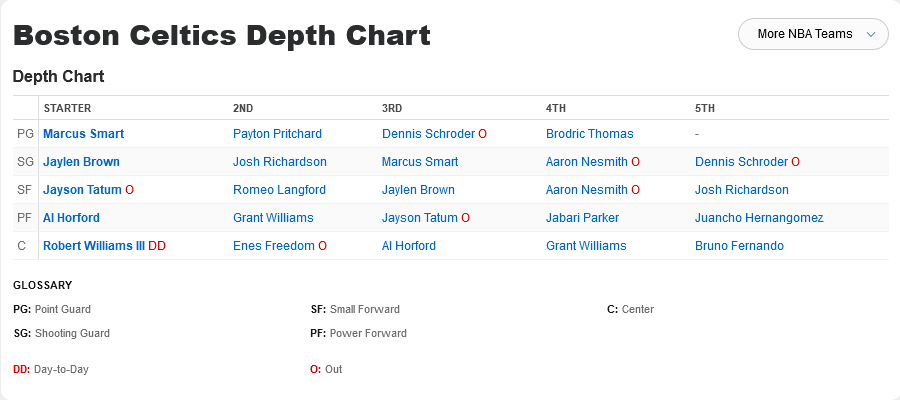 Boston Celtics Depth Chart
More NBA Teams
Depth Chart
STARTER 2ND 3RD 4TH 5TH
PG Marcus Smart Payton Pritchard Dennis Schroder O Brodric Thomas -
SG Jaylen Brown Josh Richardson Marcus Smart Aaron Nesmith O Dennis Schroder O
SF Jayson Tatum O Romeo Langford Jaylen Brown Aaron Nesmith O Josh Richardson
PF Al Horford Grant Williams Jayson Tatum O Jabari Parker Juancho Hernangomez
C Robert Williams III DD Enes Freedom O Al Horford Grant Williams Bruno Fernando
GLOSSARY
PG: Point Guard SF: Small Forward C: Center
SG: Shooting Guard PF: Power Forward
DD: Day-to-Day O: Out